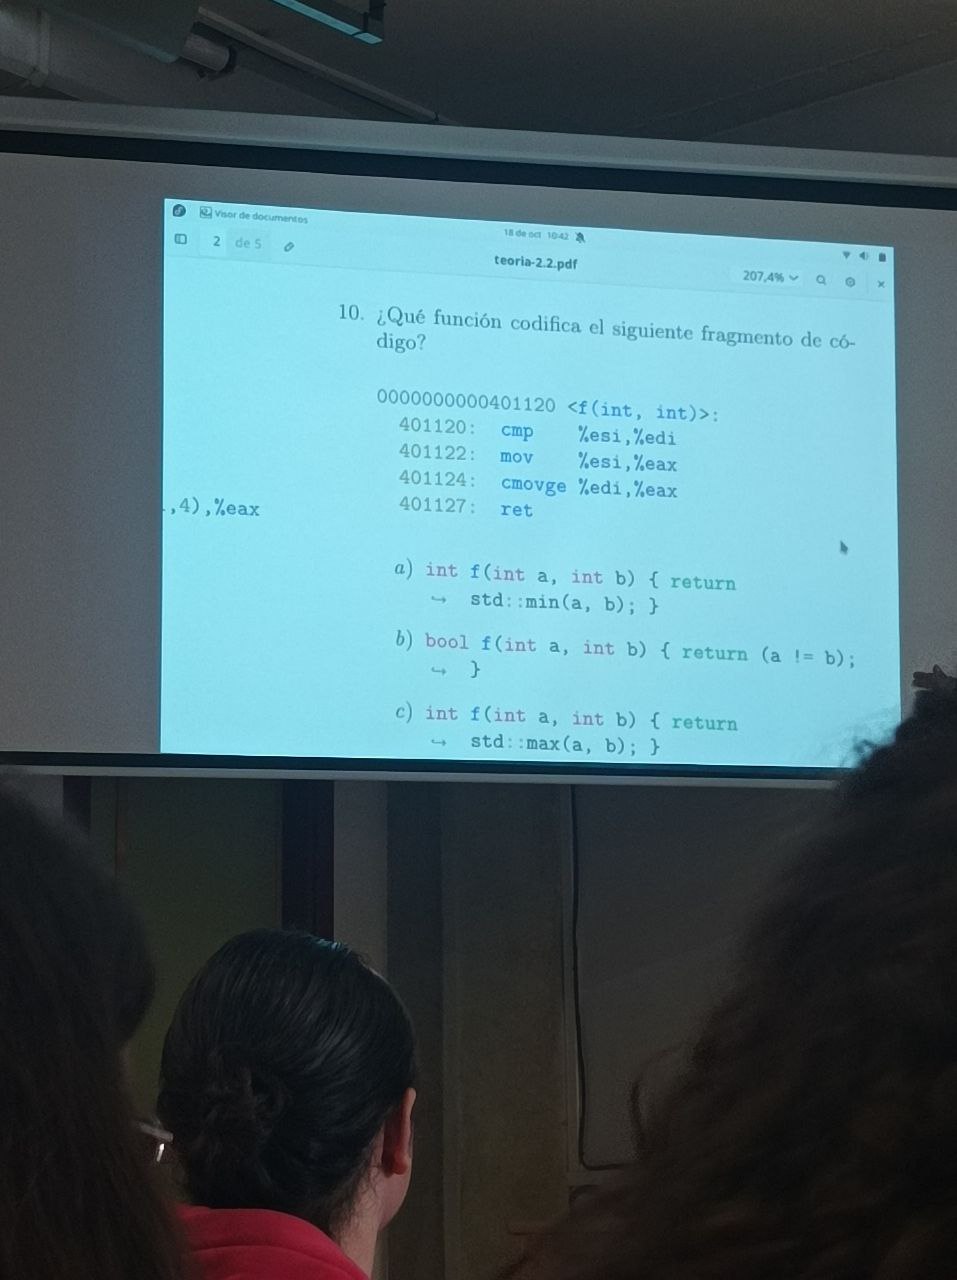 Visor de documentos
18 de oct 10:42
2 de 5
teoria-2.2.pdf
207,4%
10. ¿Qué función codifica el siguiente fragmento de có-
digo?
0000000000401120 <f(int, int)>:
401120: cmp %esi,%edi
401122: mov %esi,%eax
401124: cmovge %edi,%eax
401127: ret
,4),%eax
a) int f(int a, int b) { return
↪ std::min(a, b); }
b) bool f(int a, int b) { return (a != b);
↪ }
c) int f(int a, int b) { return
↪ std::max(a, b); }